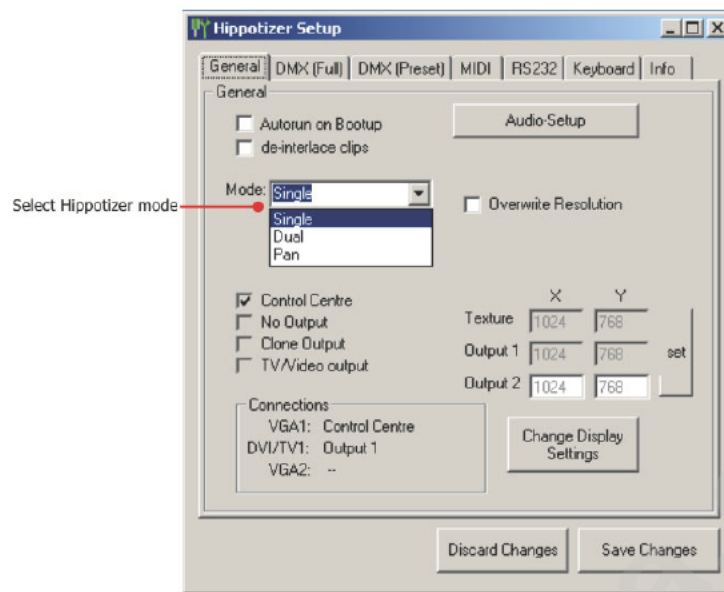 Hippotizer Setup
General DMX (Full) DMX (Preset) MIDI RS232 Keyboard Info
General
Autorun on Bootup
de-interlace clips
Audio-Setup
Select Hippotizer mode
Mode: Single
Single
Dual
Pan
Overwrite Resolution
Control Centre
No Output
Clone Output
TV/Video output
X Y
Texture 1024 768
Output 1 1024 768 set
Output 2 1024 768
Connections
VGA1: Control Centre
DVI/TV1: Output 1
VGA2: --
Change Display
Settings
Discard Changes Save Changes